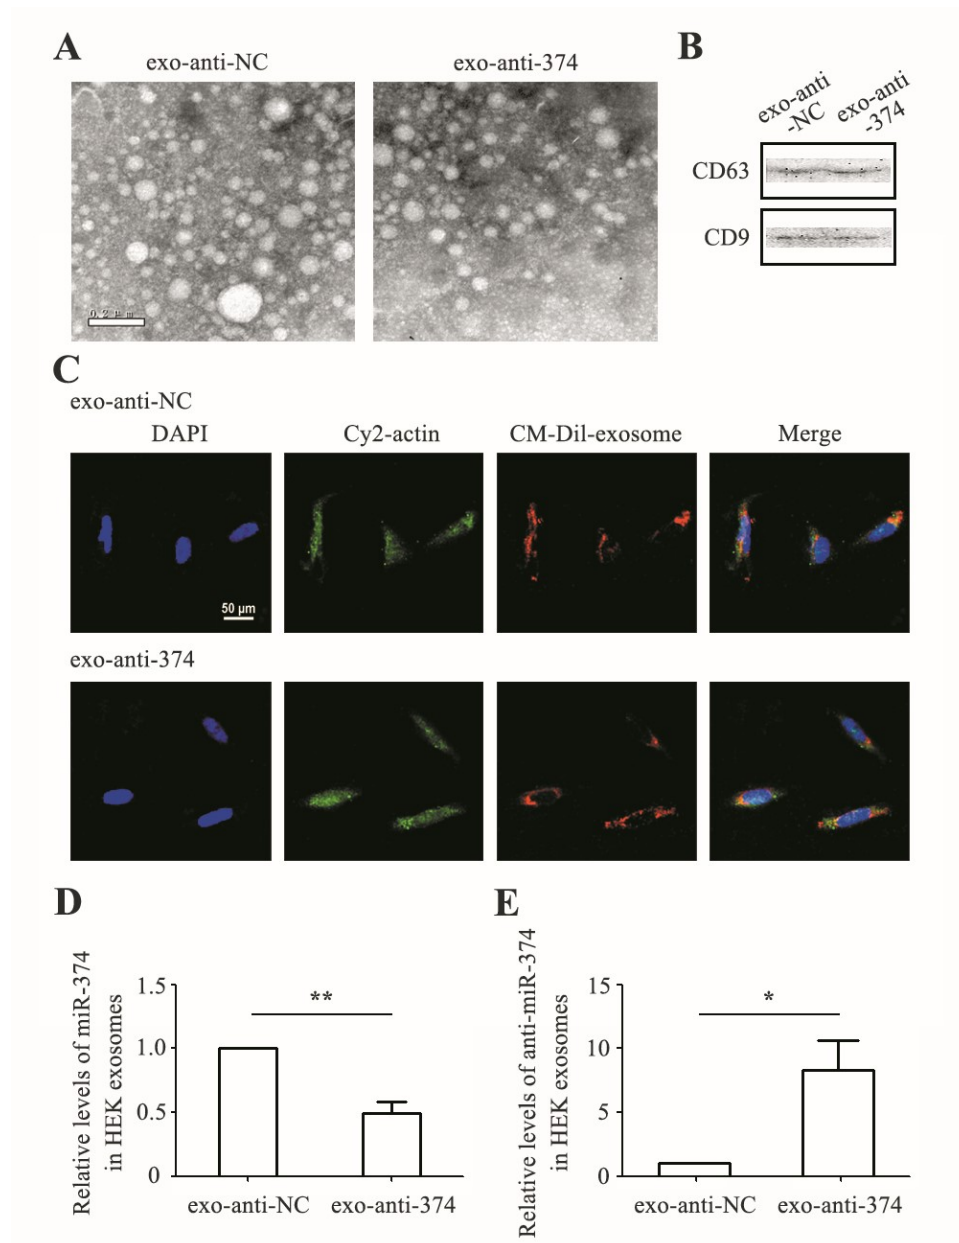 A
exo-anti-NC
exo-anti-374
0.2 µm
B
exo-anti
-NC
exo-anti
-374
CD63
CD9
C
exo-anti-NC
DAPI
Cy2-actin
CM-Dil-exosome
Merge
50 µm
exo-anti-374
D
Relative levels of miR-374
in HEK exosomes
1.5
1.0
0.5
0
**
exo-anti-NC
exo-anti-374
E
Relative levels of anti-miR-374
in HEK exosomes
15
10
5
0
*
exo-anti-NC
exo-anti-374